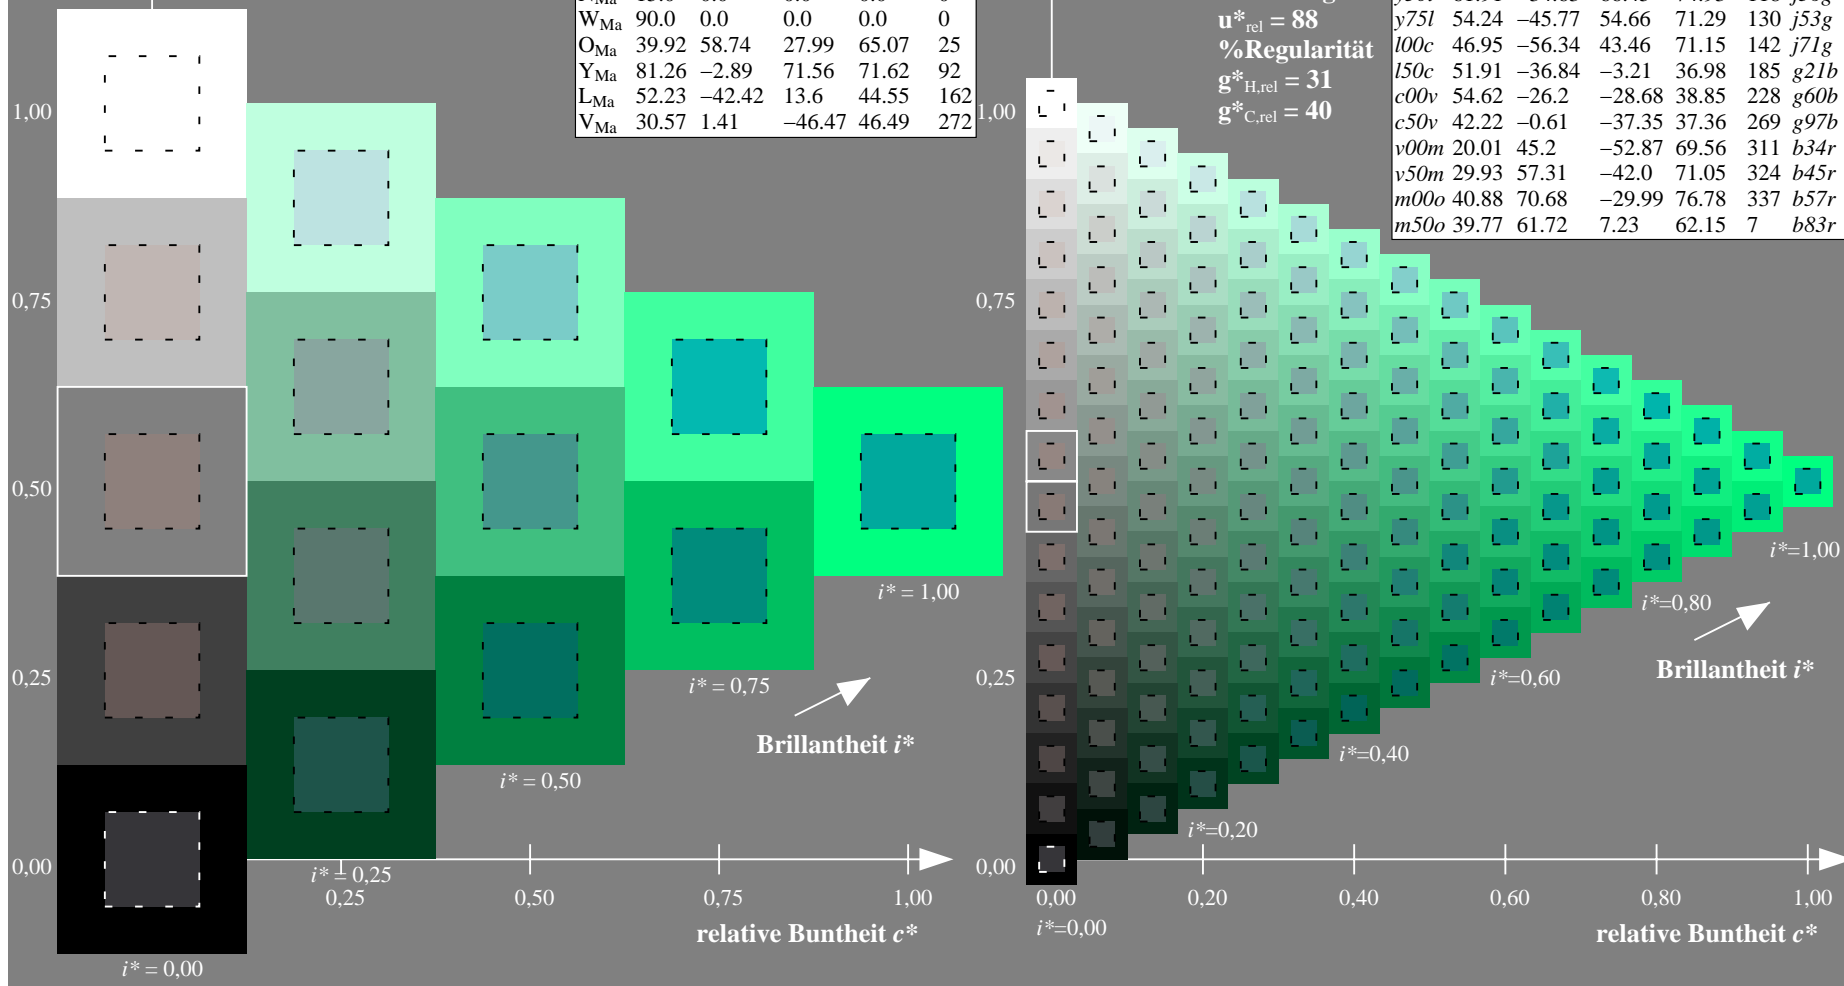 W_Ma 90.0 0.0 0.0 0.0 0
O_Ma 39.92 58.74 27.99 65.07 25
Y_Ma 81.26 −2.89 71.56 71.62 92
L_Ma 52.23 −42.42 13.6 44.55 162
V_Ma 30.57 1.41 −46.47 46.49 272
u*rel = 88
%Regularität
g*H,rel = 31
g*C,rel = 40
y75l 54.24 −45.77 54.66 71.29 130 j53g
l00c 46.95 −56.34 43.46 71.15 142 j71g
l50c 51.91 −36.84 −3.21 36.98 185 g21b
c00v 54.62 −26.2 −28.68 38.85 228 g60b
c50v 42.22 −0.61 −37.35 37.36 269 g97b
v00m 20.01 45.2 −52.87 69.56 311 b34r
v50m 29.93 57.31 −42.0 71.05 324 b45r
m00o 40.88 70.68 −29.99 76.78 337 b57r
m50o 39.77 61.72 7.23 62.15 7 b83r
1,00
0,75
0,50
0,25
0,00
i* = 1,00
i* = 0,75
Brillantheit i*
i* = 0,50
i* = 0,25
i* = 0,00
0,25 0,50 0,75 1,00
relative Buntheit c*
1,00
0,75
0,50
0,25
0,00
i*=1,00
i*=0,80
Brillantheit i*
i*=0,60
i*=0,40
i*=0,20
0,00 0,20 0,40 0,60 0,80 1,00
i*=0,00
relative Buntheit c*